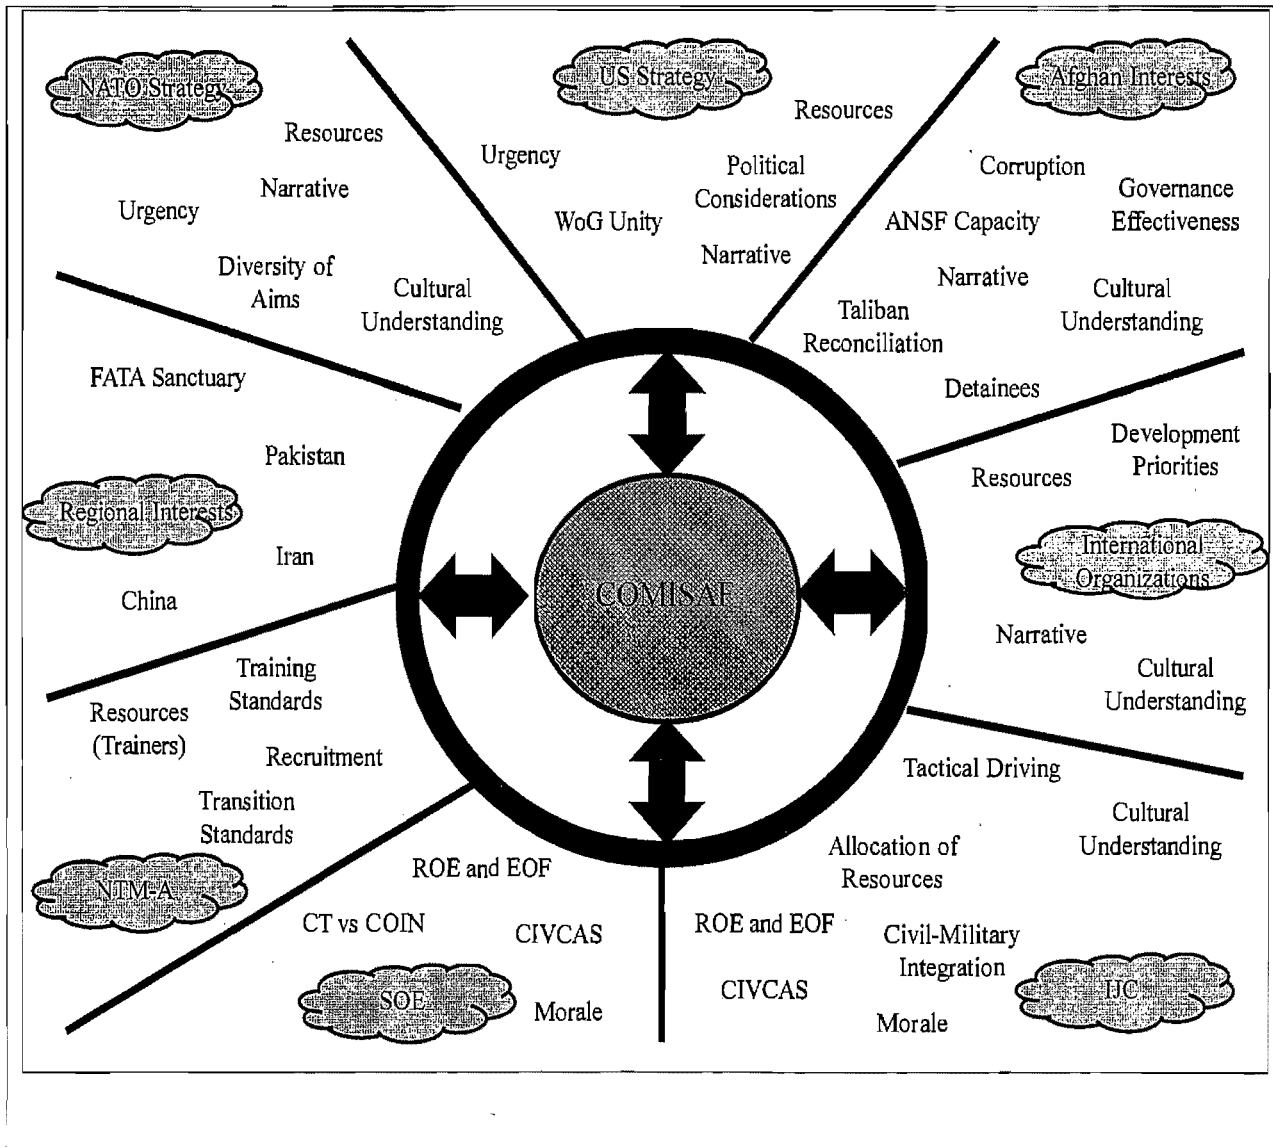 NATO Strategy
Resources
Narrative
Urgency
Diversity of
Aims
Cultural
Understanding
US Strategy
Resources
Urgency
Political
Considerations
WoG Unity
Narrative
Afghan Interests
Corruption
Governance
Effectiveness
ANSF Capacity
Narrative
Cultural
Understanding
Taliban
Reconciliation
Detainees
FATA Sanctuary
Pakistan
Regional Interests
Iran
China
COMISAF
Development
Priorities
Resources
International
Organizations
Narrative
Cultural
Understanding
Training
Standards
Resources
(Trainers)
Recruitment
Transition
Standards
NTM-A
ROE and EOF
CT vs COIN
CIVCAS
SOE
Morale
Tactical Driving
Cultural
Understanding
Allocation of
Resources
ROE and EOF
Civil-Military
Integration
CIVCAS
IJC
Morale